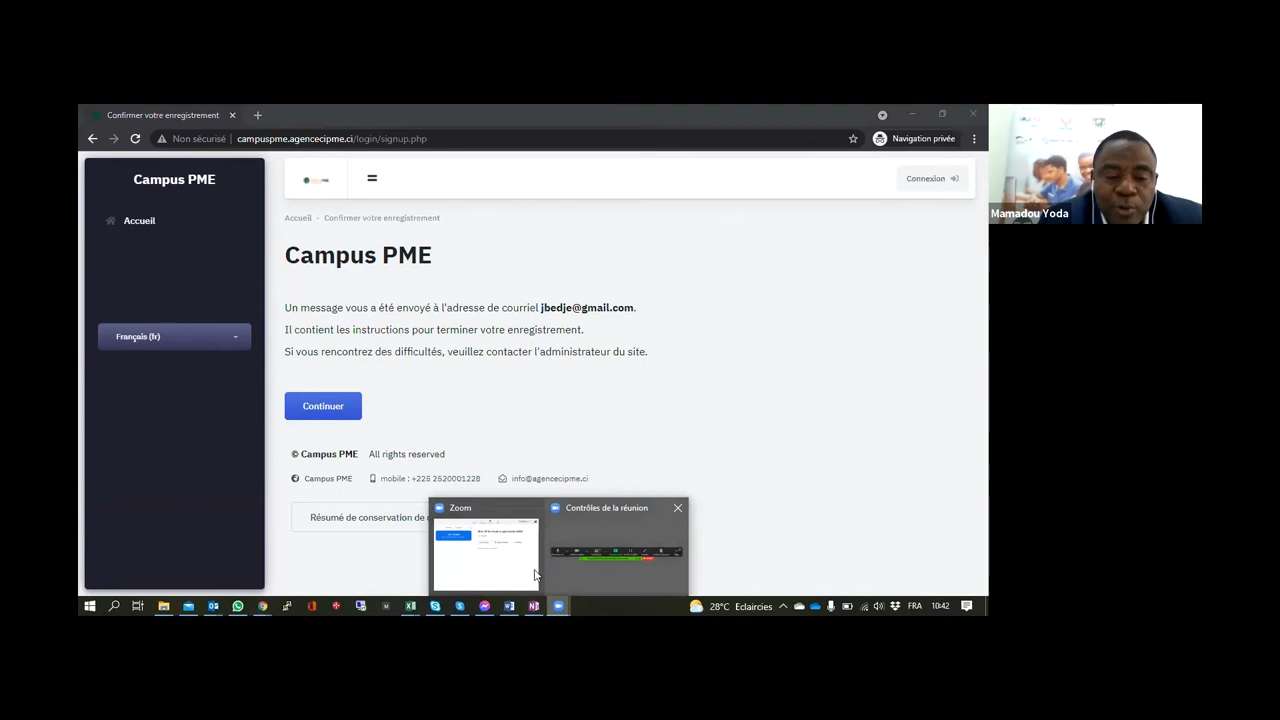 Confirmer votre enregistrement
Non sécurisé
campuspme.agencecipme.ci/login/signup.php
Navigation privée
Campus PME
Accueil
Français (fr)
Connexion
Accueil - Confirmer votre enregistrement
Campus PME
Un message vous a été envoyé à l'adresse de courriel jbedje@gmail.com.
Il contient les instructions pour terminer votre enregistrement.
Si vous rencontrez des difficultés, veuillez contacter l'administrateur du site.
Continuer
© Campus PME All rights reserved
Campus PME mobile : +225 2520001228 info@agencecipme.ci
Résumé de conservation de
Zoom
Contrôles de la réunion
28°C Eclaircies
FRA
10:42
Mamadou Yoda